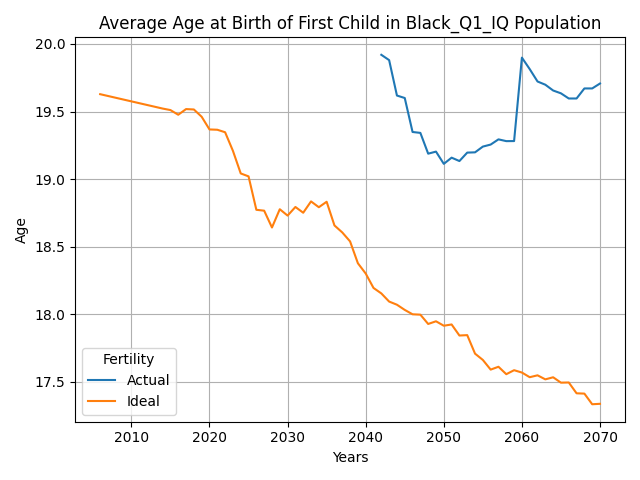 Average Age at Birth of First Child in Black_Q1_IQ Population
20.0
19.5
19.0
18.5
18.0
17.5
Age
Fertility
Actual
Ideal
2010 2020 2030 2040 2050 2060 2070
Years